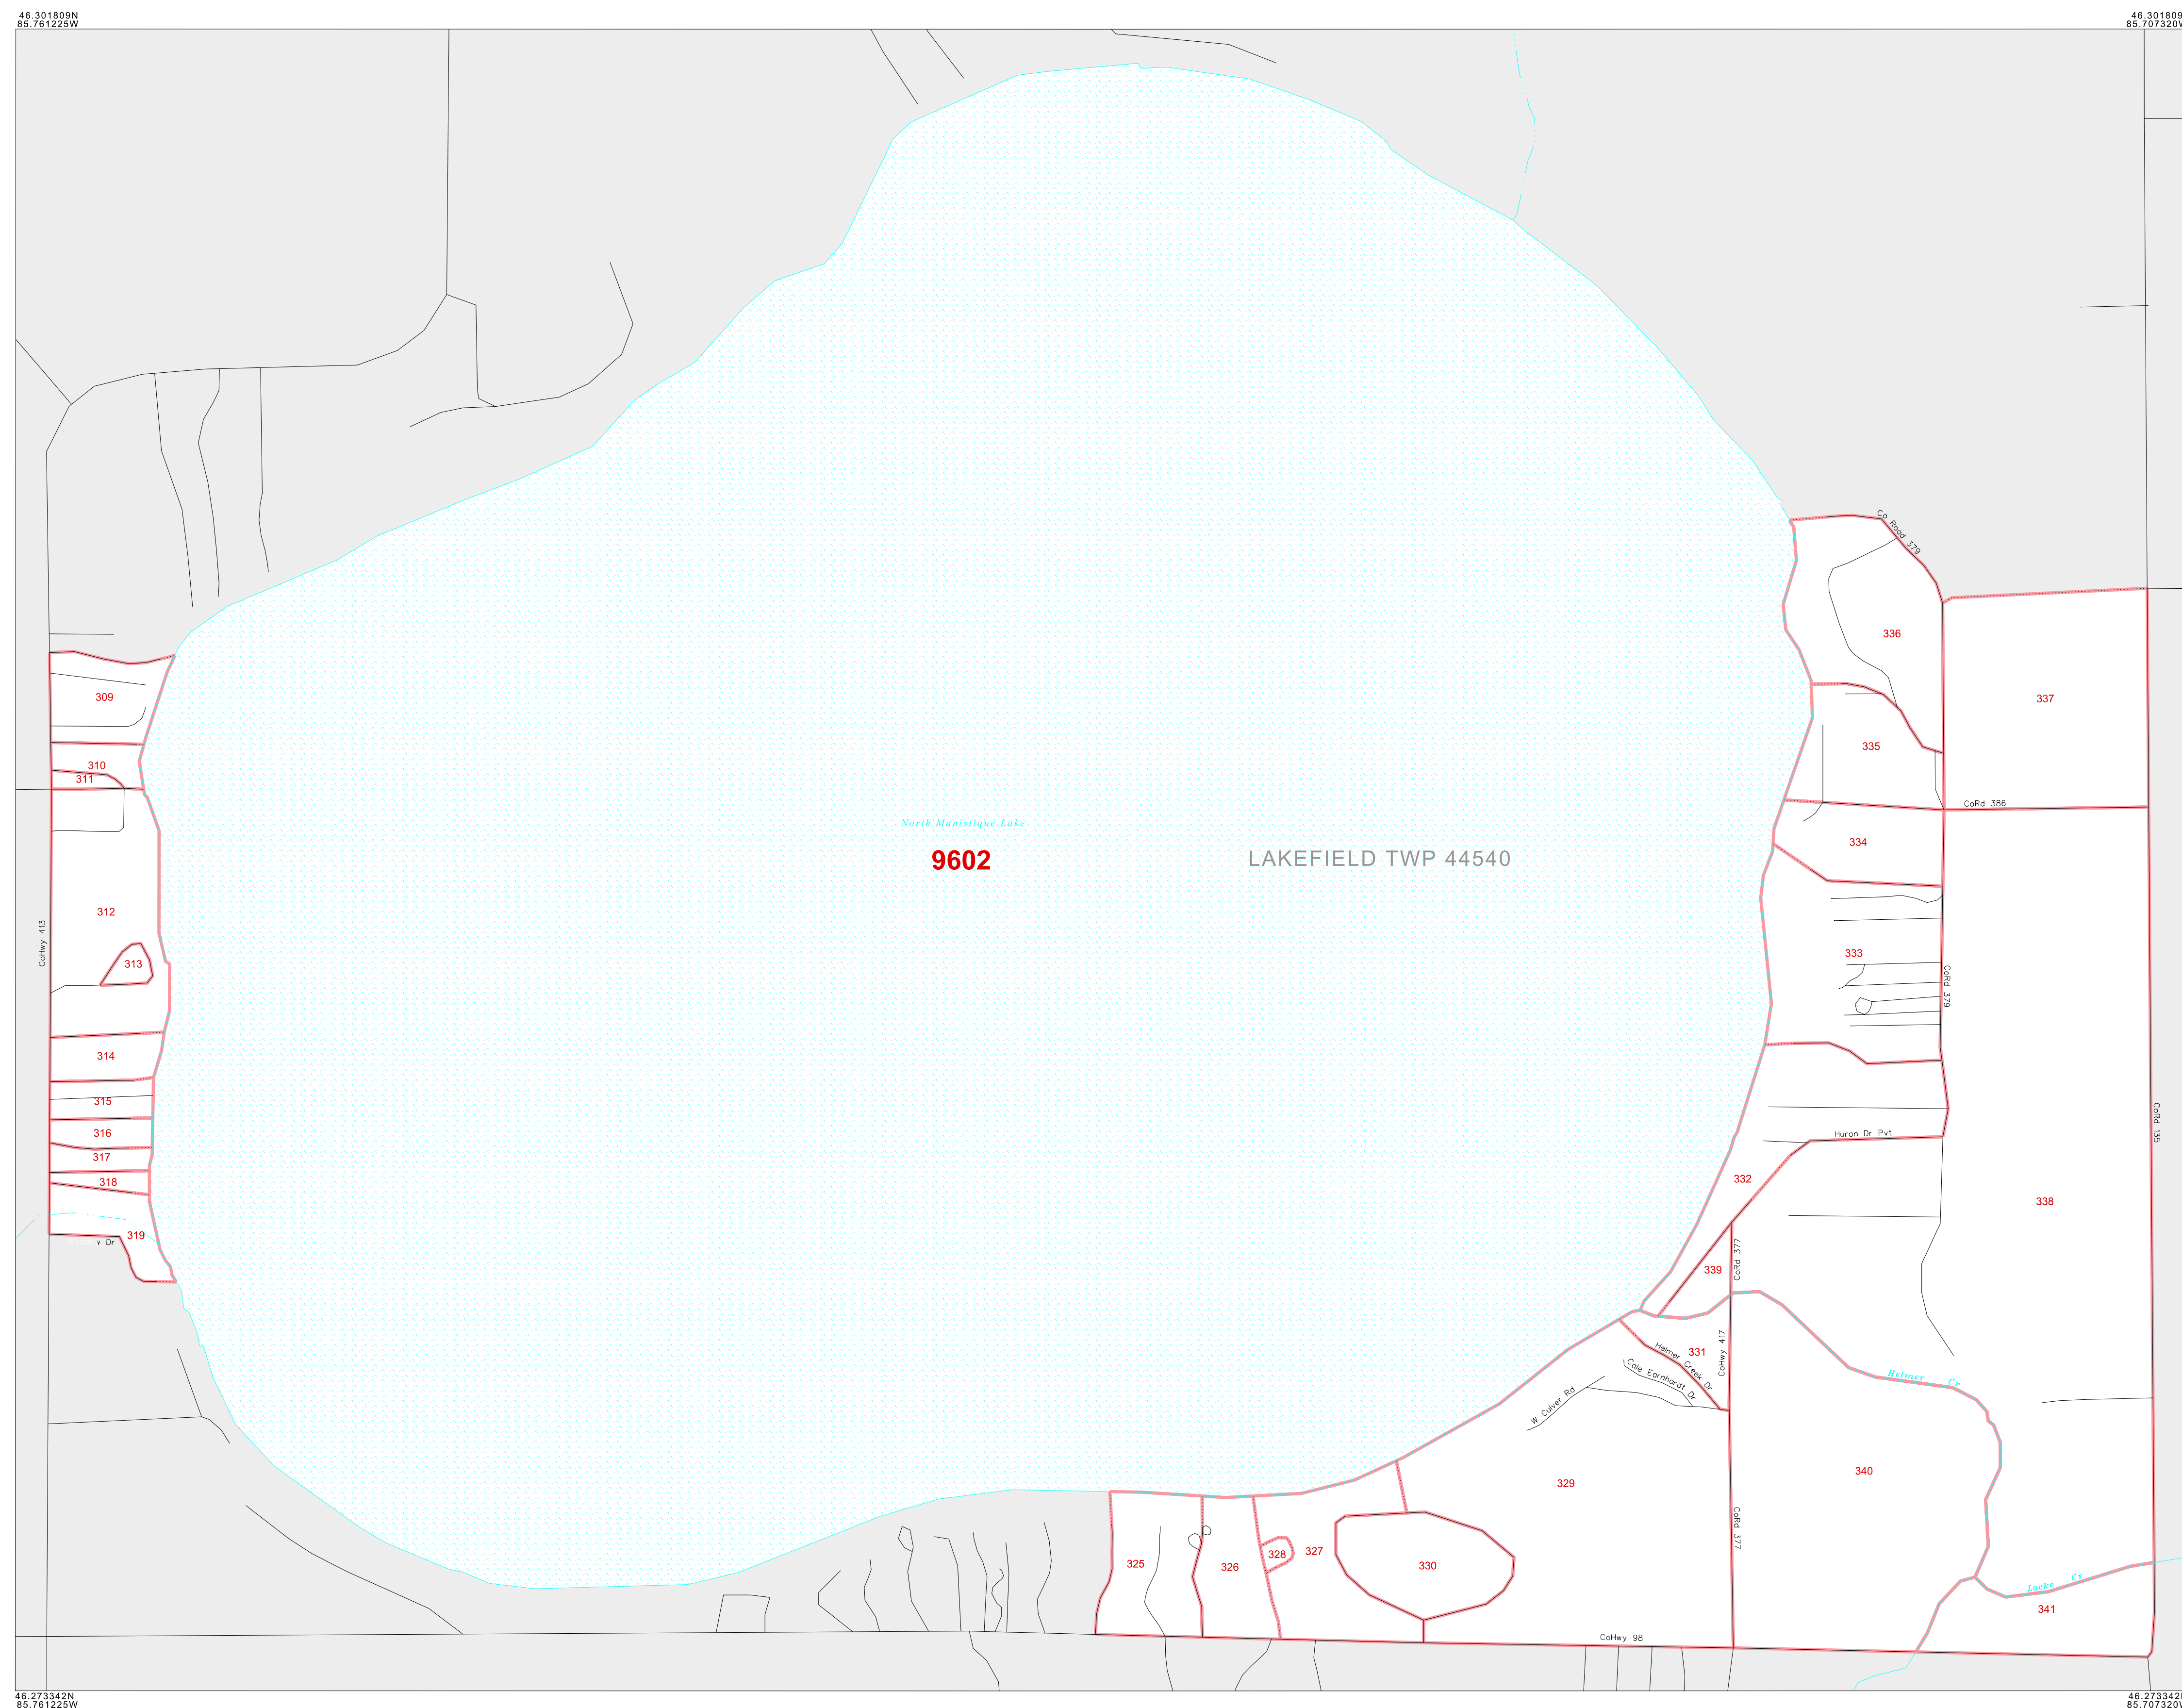 46.301809N
85.761225W
46.301809
85.707320W
Co Road 379
336
337
309
335
310
311
CoRd 386
North Manistique Lake
9602
LAKEFIELD TWP 44540
334
312
CoHwy 413
313
333
CoRd 379
314
315
316
317
318
319
v Dr
CoRd 135
Huron Dr Pvt
332
338
CoRd 377
339
331
CoHwy 417
Helmer Creek Dr
Cale Earnhardt Dr
W Culver Rd
Helmer Cr
329
340
CoRd 377
325
326
328
327
330
Locke Cr
341
CoHwy 98
46.273342N
85.761225W
46.273342N
85.707320W